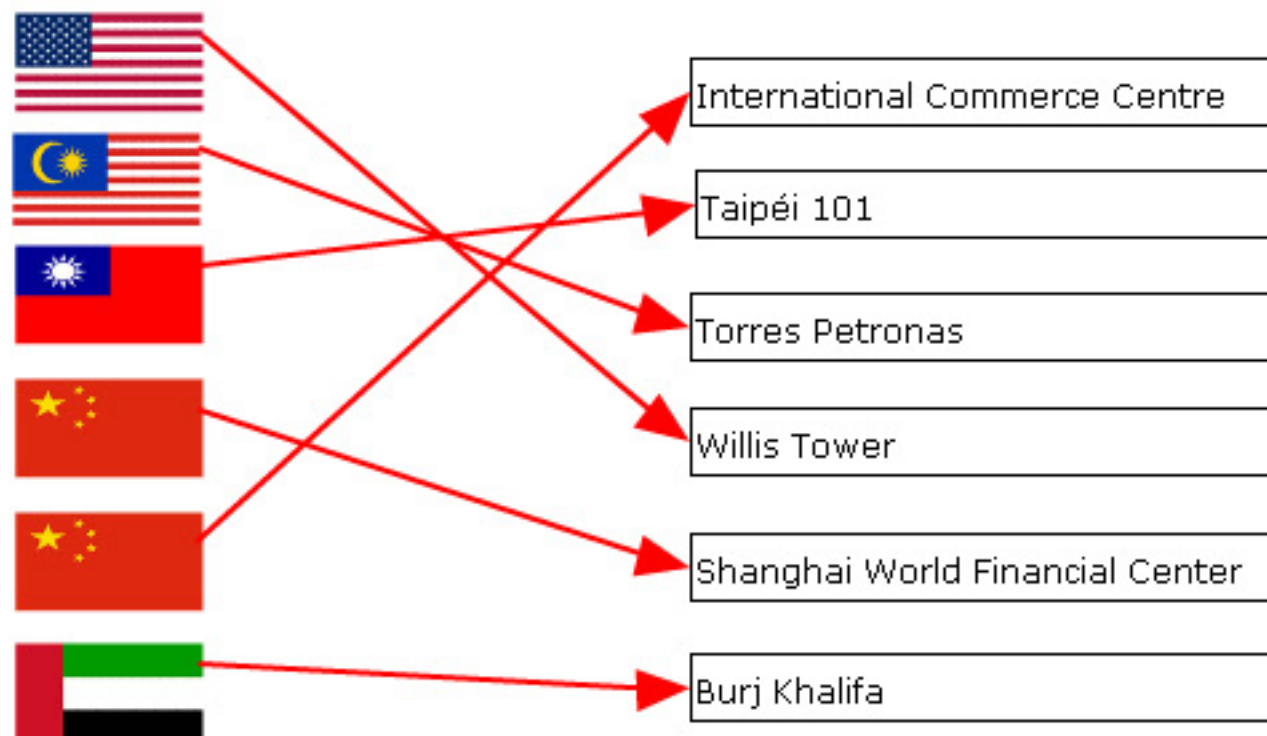 International Commerce Centre
Taipéi 101
Torres Petronas
Willis Tower
Shanghai World Financial Center
Burj Khalifa